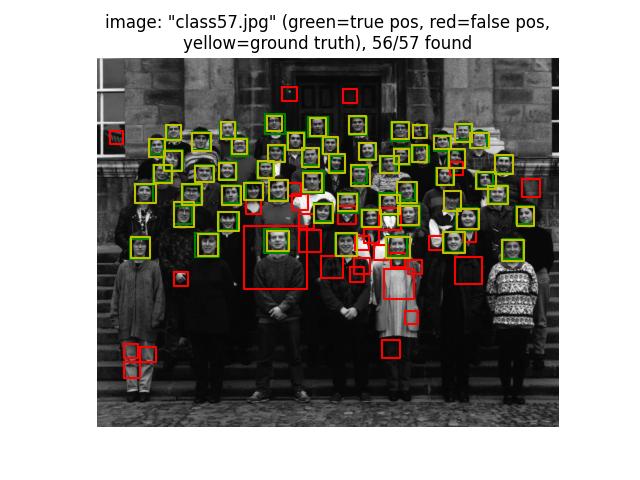 image: "class57.jpg" (green=true pos, red=false pos,
yellow=ground truth), 56/57 found